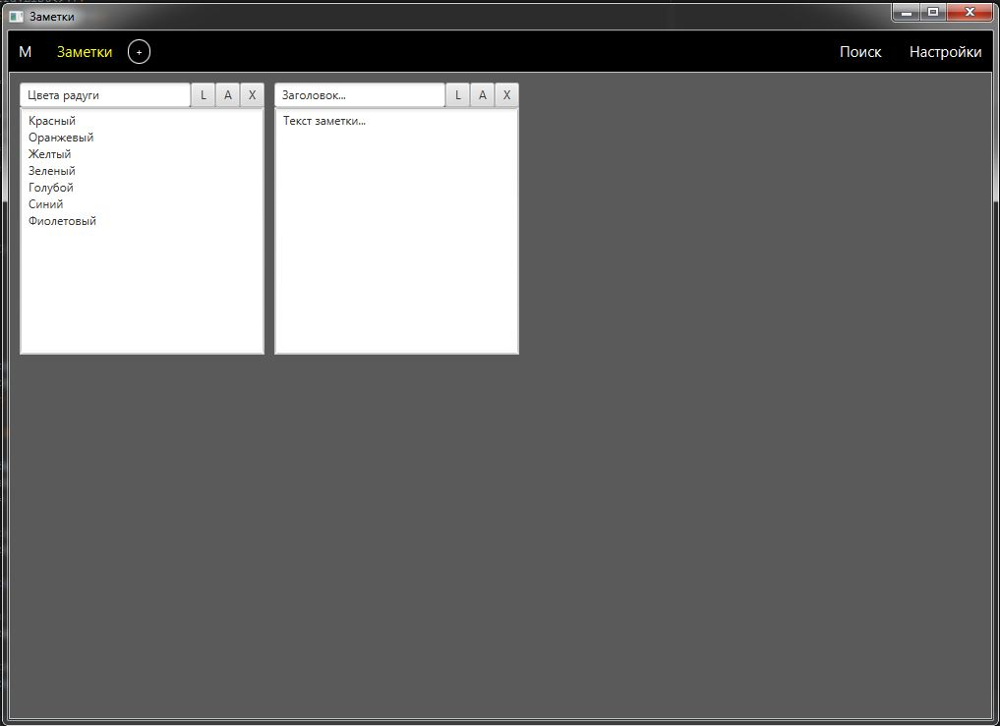 Заметки
М Заметки + Поиск Настройки
Цвета радуги L A X
Красный
Оранжевый
Желтый
Зеленый
Голубой
Синий
Фиолетовый
Заголовок... L A X
Текст заметки...